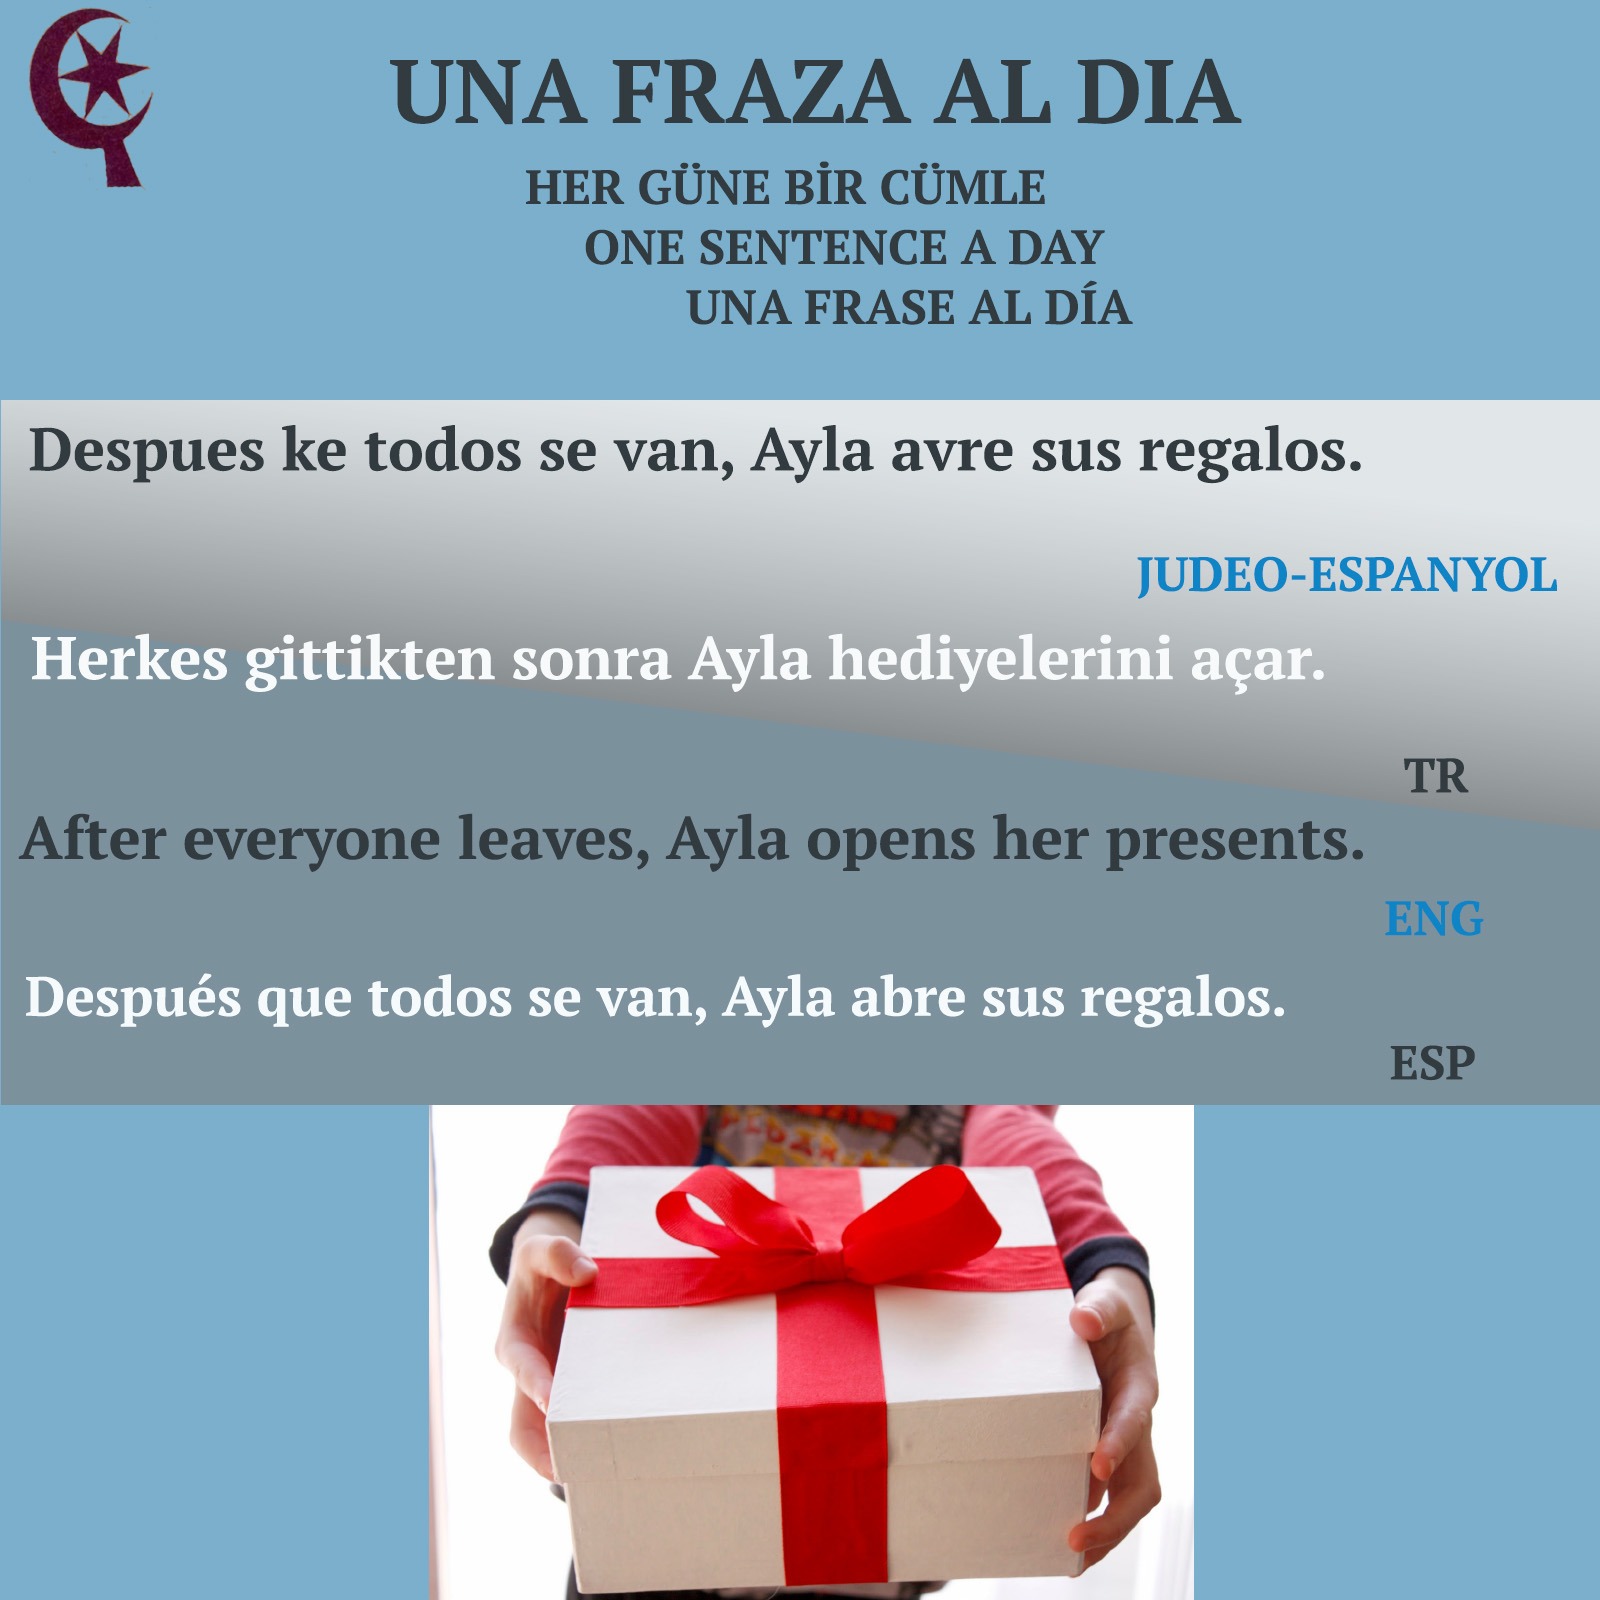 UNA FRAZA AL DIA
HER GÜNE BİR CÜMLE
ONE SENTENCE A DAY
UNA FRASE AL DÍA
Despues ke todos se van, Ayla avre sus regalos.
JUDEO-ESPANYOL
Herkes gittikten sonra Ayla hediyelerini açar.
TR
After everyone leaves, Ayla opens her presents.
ENG
Después que todos se van, Ayla abre sus regalos.
ESP